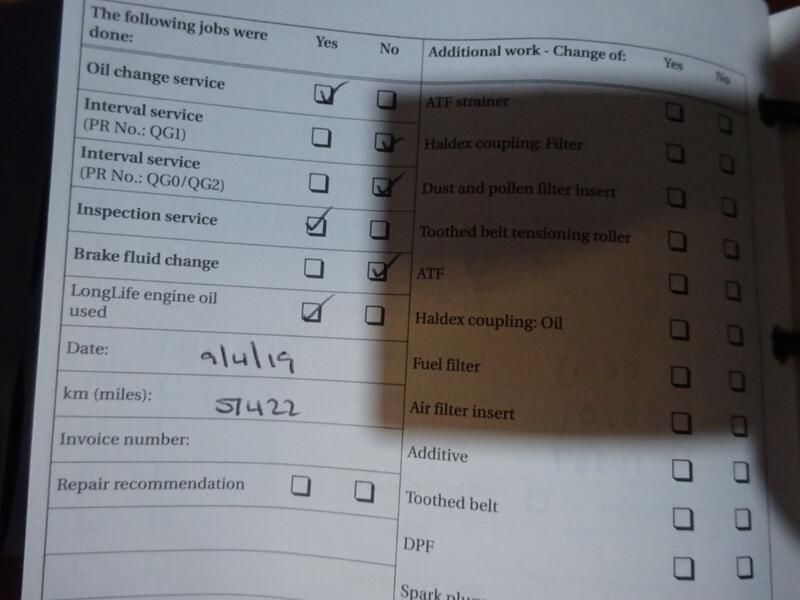 The following jobs were
done:
Yes
No
Oil change service
Interval service
(PR No.: QG1)
Interval service
(PR No.: QG0/QG2)
Inspection service
Brake fluid change
LongLife engine oil
used
Date:
9/4/19
km (miles):
57422
Invoice number:
Repair recommendation
Additional work - Change of:
Yes
No
ATF strainer
Haldex coupling: Filter
Dust and pollen filter insert
Toothed belt tensioning roller
ATF
Haldex coupling: Oil
Fuel filter
Air filter insert
Additive
Toothed belt
DPF
Spark